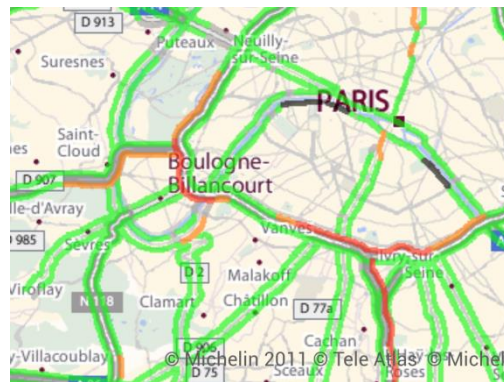 D 913
Puteaux
Neuilly-
sur-Seine
Suresnes
PARIS
Saint-
Cloud
Boulogne-
Billancourt
D 907
lle-d'Avray
985
Sèvres
Vanves
Ivry-sur-
Seine
D 2
Malakoff
Viroflay
N 118
Clamart
Châtillon
D 77a
Cachan
D 906
y-Villacoublay
D 75
Sceaux
© Michelin 2011 © Tele Atlas © Michel